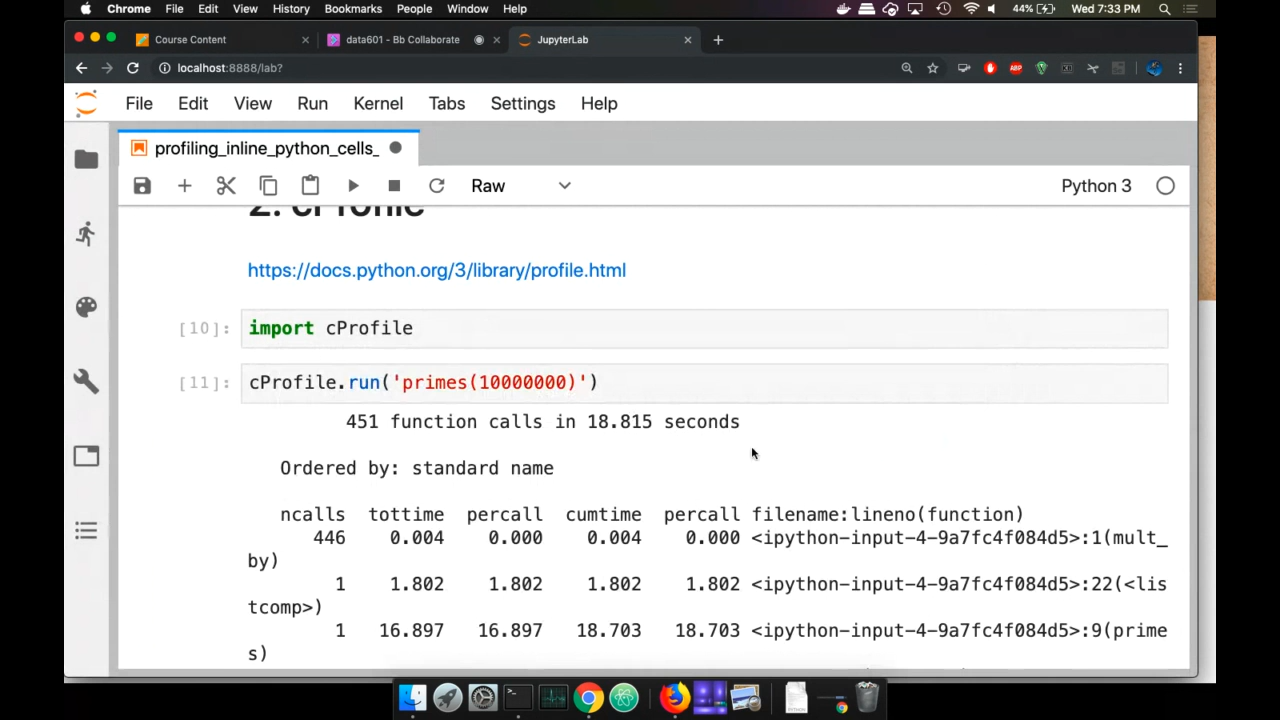 Chrome File Edit View History Bookmarks People Window Help 44% Wed 7:33 PM
Course Content data601 - Bb Collaborate JupyterLab
localhost:8888/lab?
File Edit View Run Kernel Tabs Settings Help
profiling_inline_python_cells_
Raw Python 3
2. cProfile
https://docs.python.org/3/library/profile.html
[10]: import cProfile
[11]: cProfile.run('primes(10000000)')
451 function calls in 18.815 seconds
Ordered by: standard name
ncalls tottime percall cumtime percall filename:lineno(function)
446 0.004 0.000 0.004 0.000 <ipython-input-4-9a7fc4f084d5>:1(mult_
by)
1 1.802 1.802 1.802 1.802 <ipython-input-4-9a7fc4f084d5>:22(<lis
tcomp>)
1 16.897 16.897 18.703 18.703 <ipython-input-4-9a7fc4f084d5>:9(prime
s)